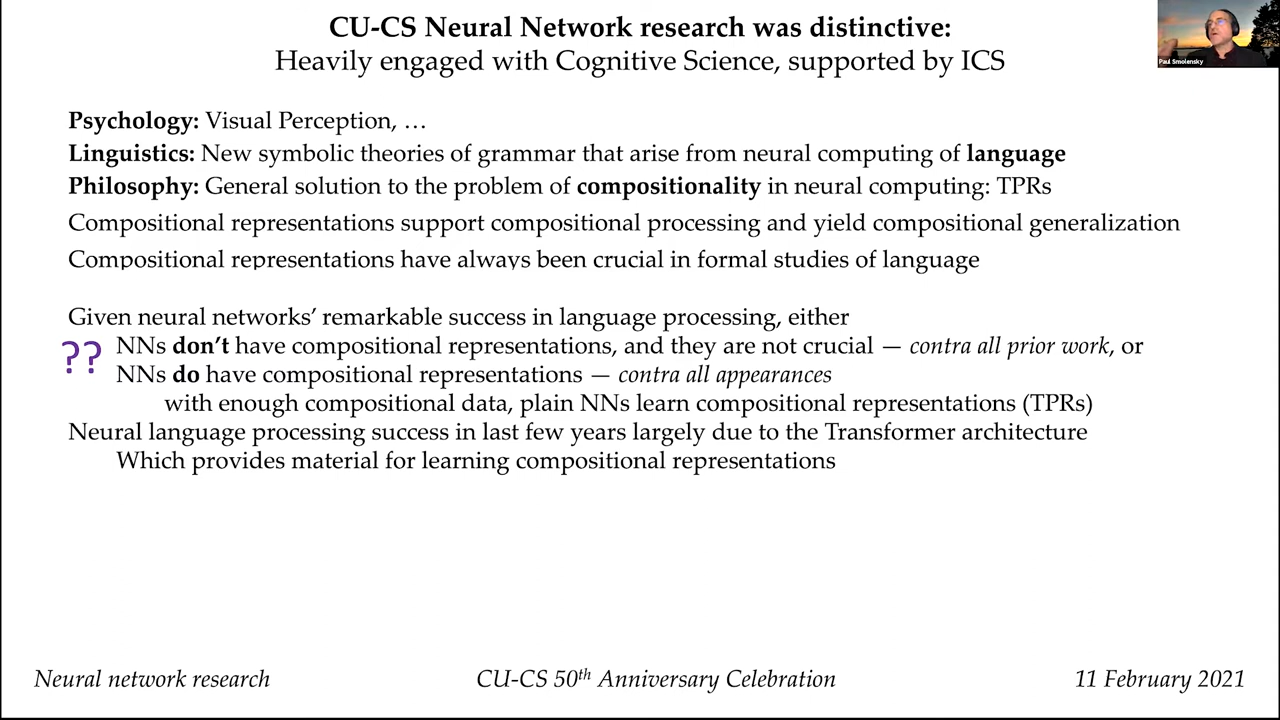 CU-CS Neural Network research was distinctive:
Heavily engaged with Cognitive Science, supported by ICS
Paul Smolensky
Psychology: Visual Perception, …
Linguistics: New symbolic theories of grammar that arise from neural computing of language
Philosophy: General solution to the problem of compositionality in neural computing: TPRs
Compositional representations support compositional processing and yield compositional generalization
Compositional representations have always been crucial in formal studies of language
Given neural networks’ remarkable success in language processing, either
?? NNs don’t have compositional representations, and they are not crucial — contra all prior work, or
NNs do have compositional representations — contra all appearances
with enough compositional data, plain NNs learn compositional representations (TPRs)
Neural language processing success in last few years largely due to the Transformer architecture
Which provides material for learning compositional representations
Neural network research CU-CS 50th Anniversary Celebration 11 February 2021